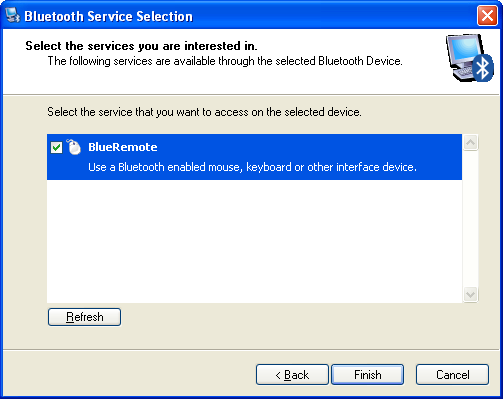 Bluetooth Service Selection
Select the services you are interested in.
The following services are available through the selected Bluetooth Device.
Select the service that you want to access on the selected device.
BlueRemote
Use a Bluetooth enabled mouse, keyboard or other interface device.
Refresh
< Back
Finish
Cancel